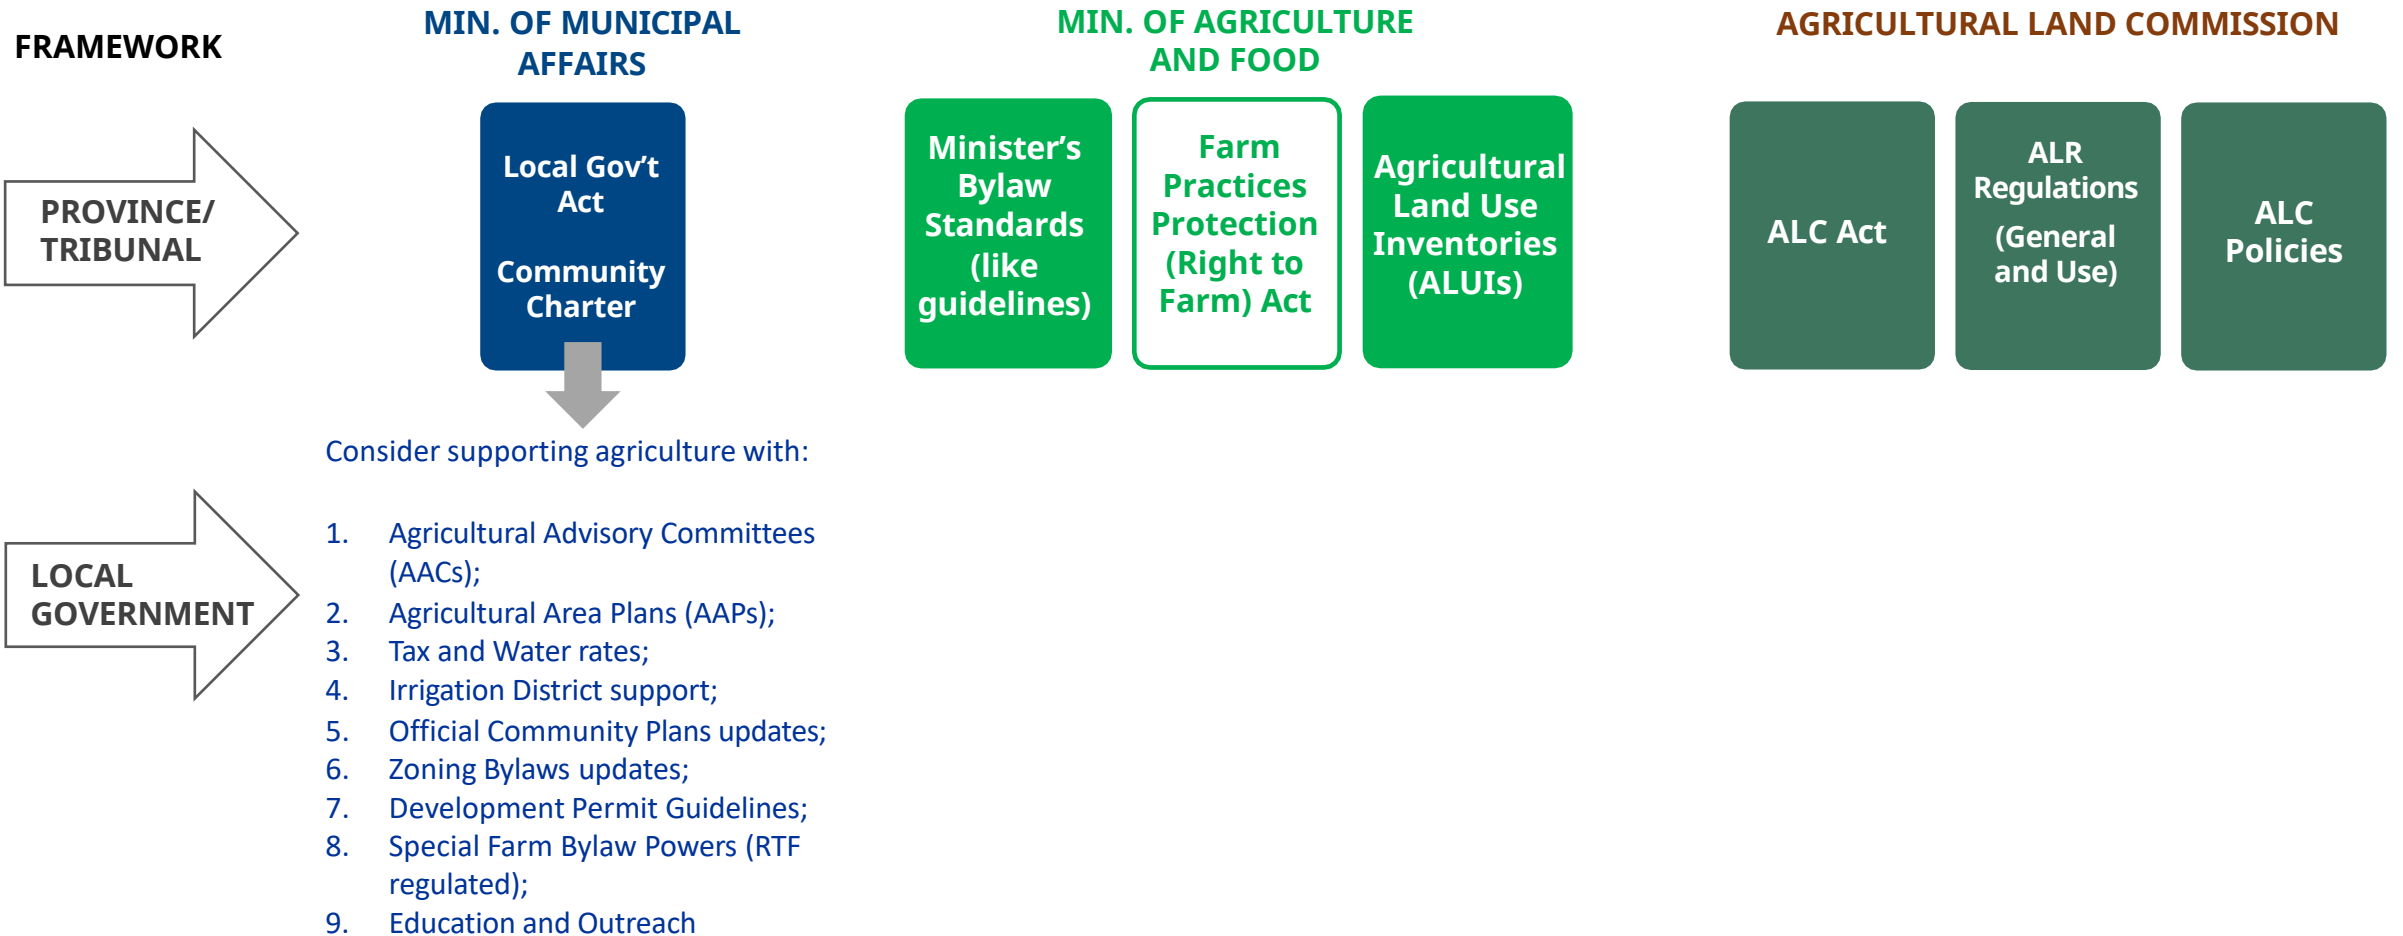 FRAMEWORK
MIN. OF MUNICIPAL
AFFAIRS
MIN. OF AGRICULTURE
AND FOOD
AGRICULTURAL LAND COMMISSION
PROVINCE/
TRIBUNAL
Local Gov’t
Act
Community
Charter
Minister’s
Bylaw
Standards
(like
guidelines)
Farm
Practices
Protection
(Right to
Farm) Act
Agricultural
Land Use
Inventories
(ALUIs)
ALC Act
ALR
Regulations
(General
and Use)
ALC
Policies
LOCAL
GOVERNMENT
Consider supporting agriculture with:
1. Agricultural Advisory Committees
(AACs);
2. Agricultural Area Plans (AAPs);
3. Tax and Water rates;
4. Irrigation District support;
5. Official Community Plans updates;
6. Zoning Bylaws updates;
7. Development Permit Guidelines;
8. Special Farm Bylaw Powers (RTF
regulated);
9. Education and Outreach